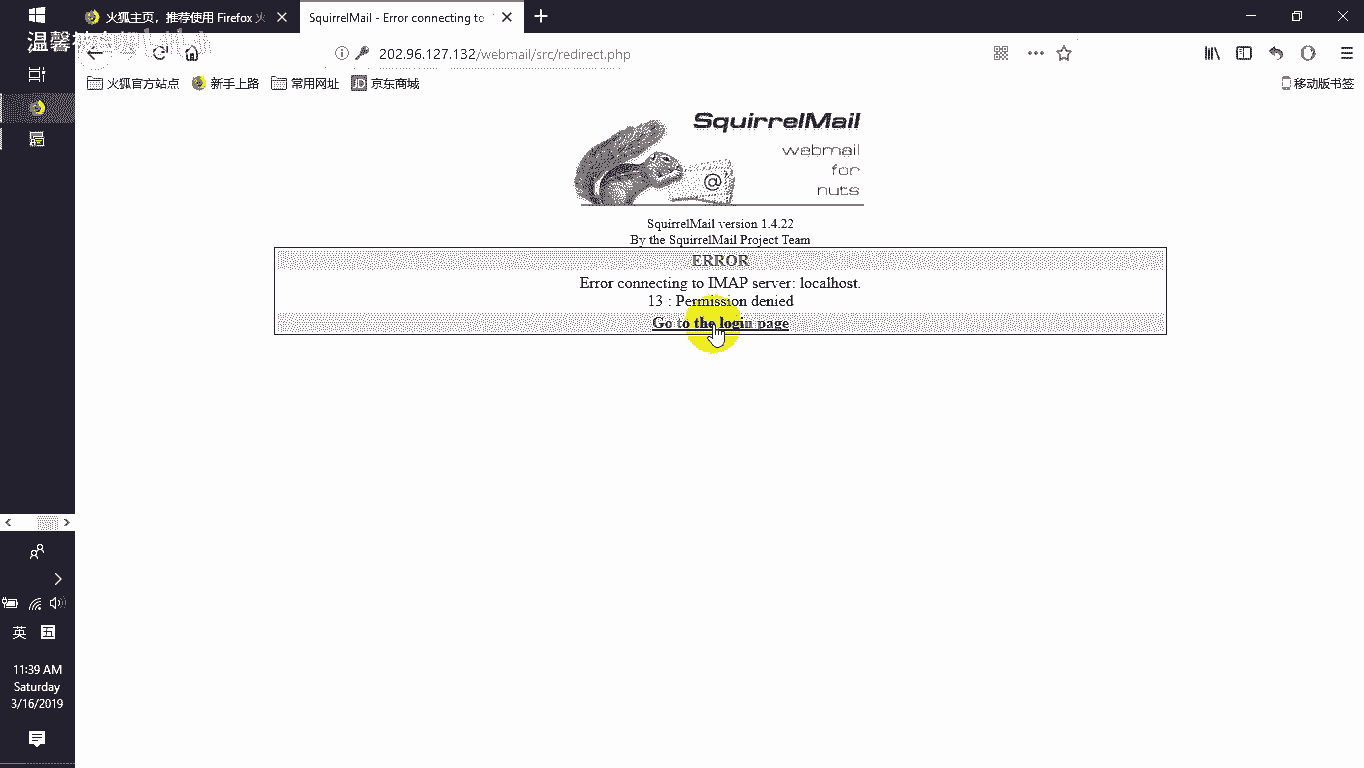 火狐主页，推荐使用 Firefox 火
SquirrelMail - Error connecting to
温馨
202.96.127.132/webmail/src/redirect.php
火狐官方站点
新手上路
常用网址
JD 京东商城
移动版书签
SquirrelMail
webmail
for
nuts
@
SquirrelMail version 1.4.22
By the SquirrelMail Project Team
ERROR
Error connecting to IMAP server: localhost.
13 : Permission denied
Go to the login page
英 五
11:39 AM
Saturday
3/16/2019